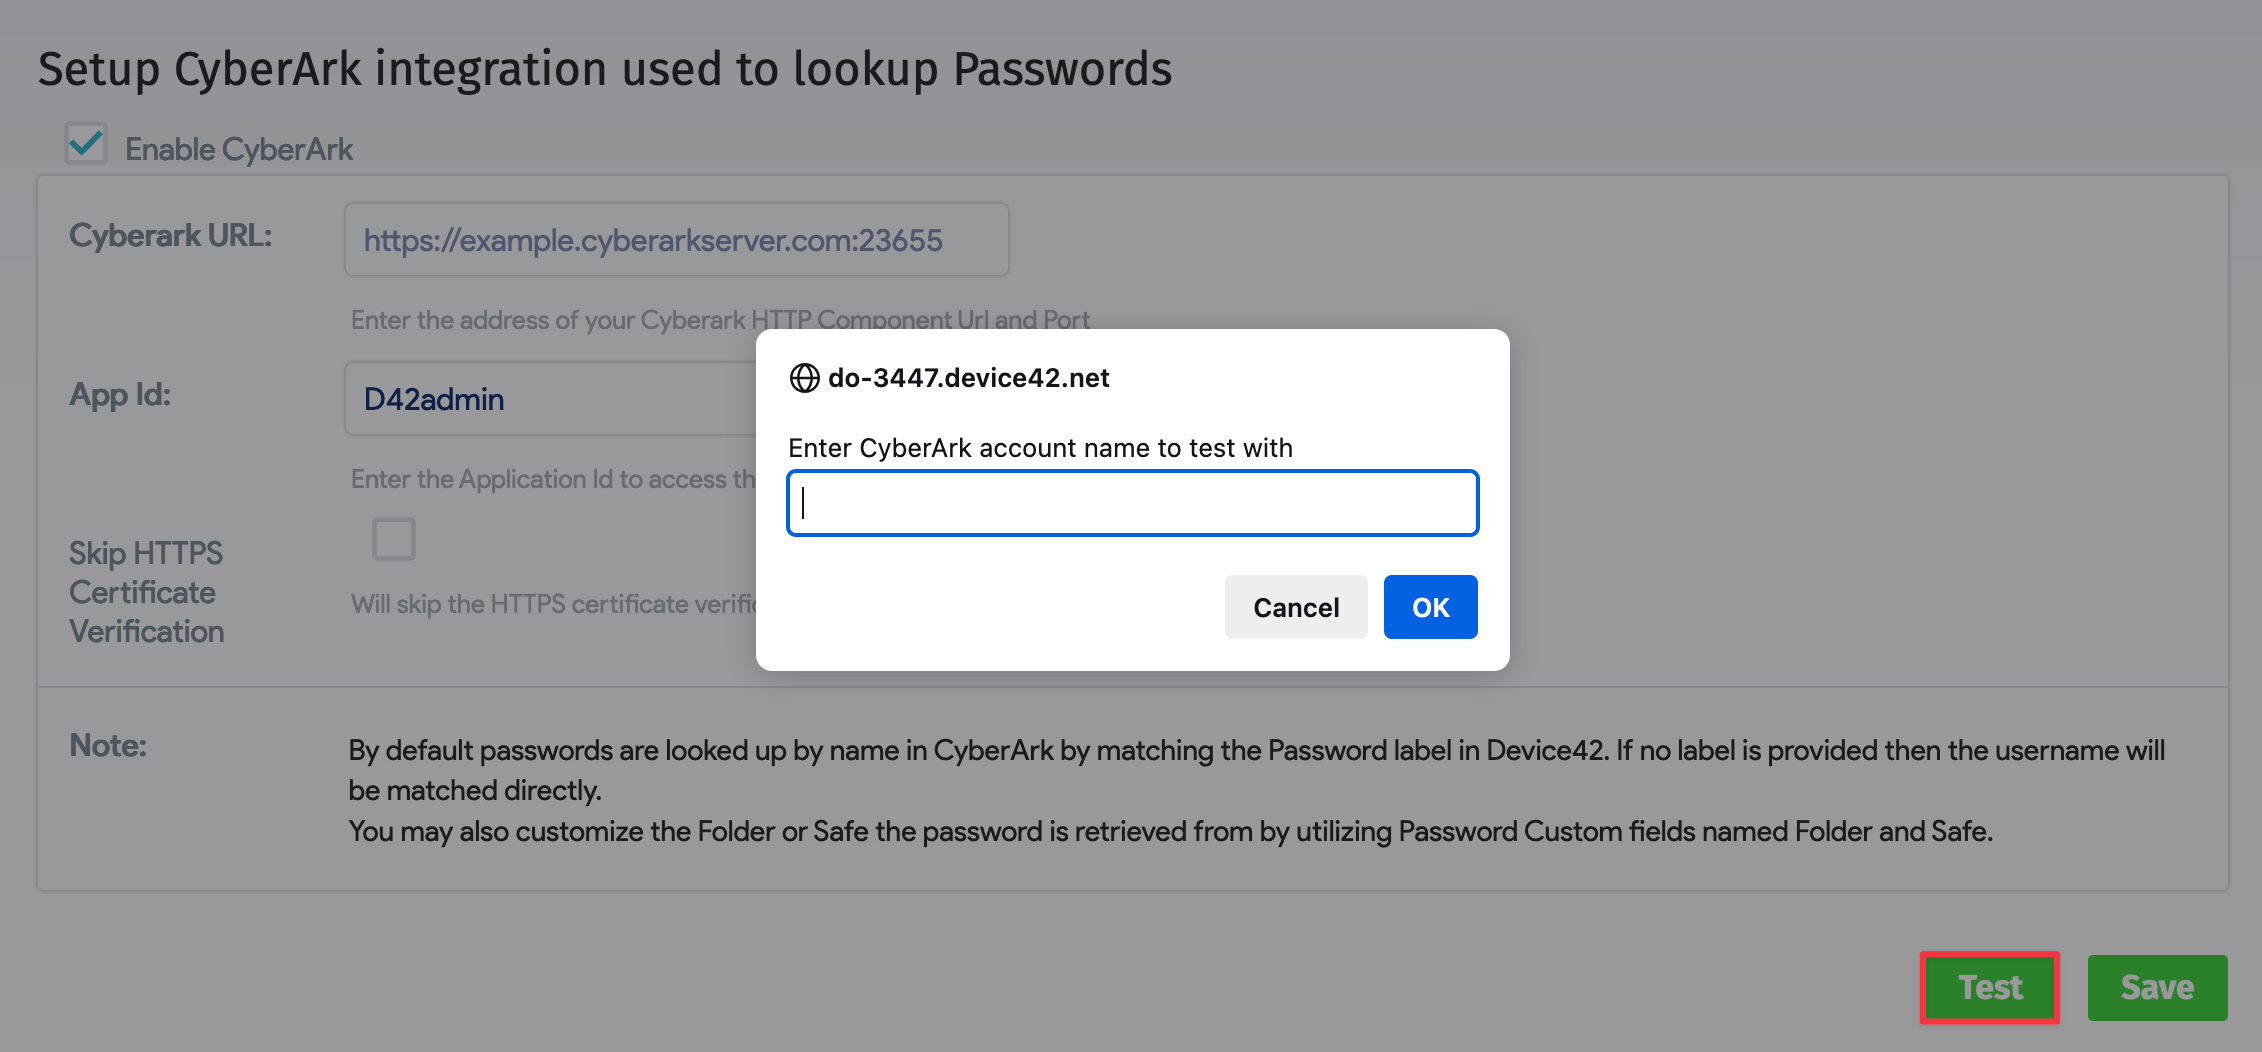 Setup CyberArk integration used to lookup Passwords
Enable CyberArk
Cyberark URL:
https://example.cyberarkserver.com:23655
Enter the address of your Cyberark HTTP Component Url and Port
App Id:
D42admin
Enter the Application Id to access th
Skip HTTPS
Certificate
Verification
Will skip the HTTPS certificate verific
do-3447.device42.net
Enter CyberArk account name to test with
Cancel
OK
Note:
By default passwords are looked up by name in CyberArk by matching the Password label in Device42. If no label is provided then the username will
be matched directly.
You may also customize the Folder or Safe the password is retrieved from by utilizing Password Custom fields named Folder and Safe.
Test
Save